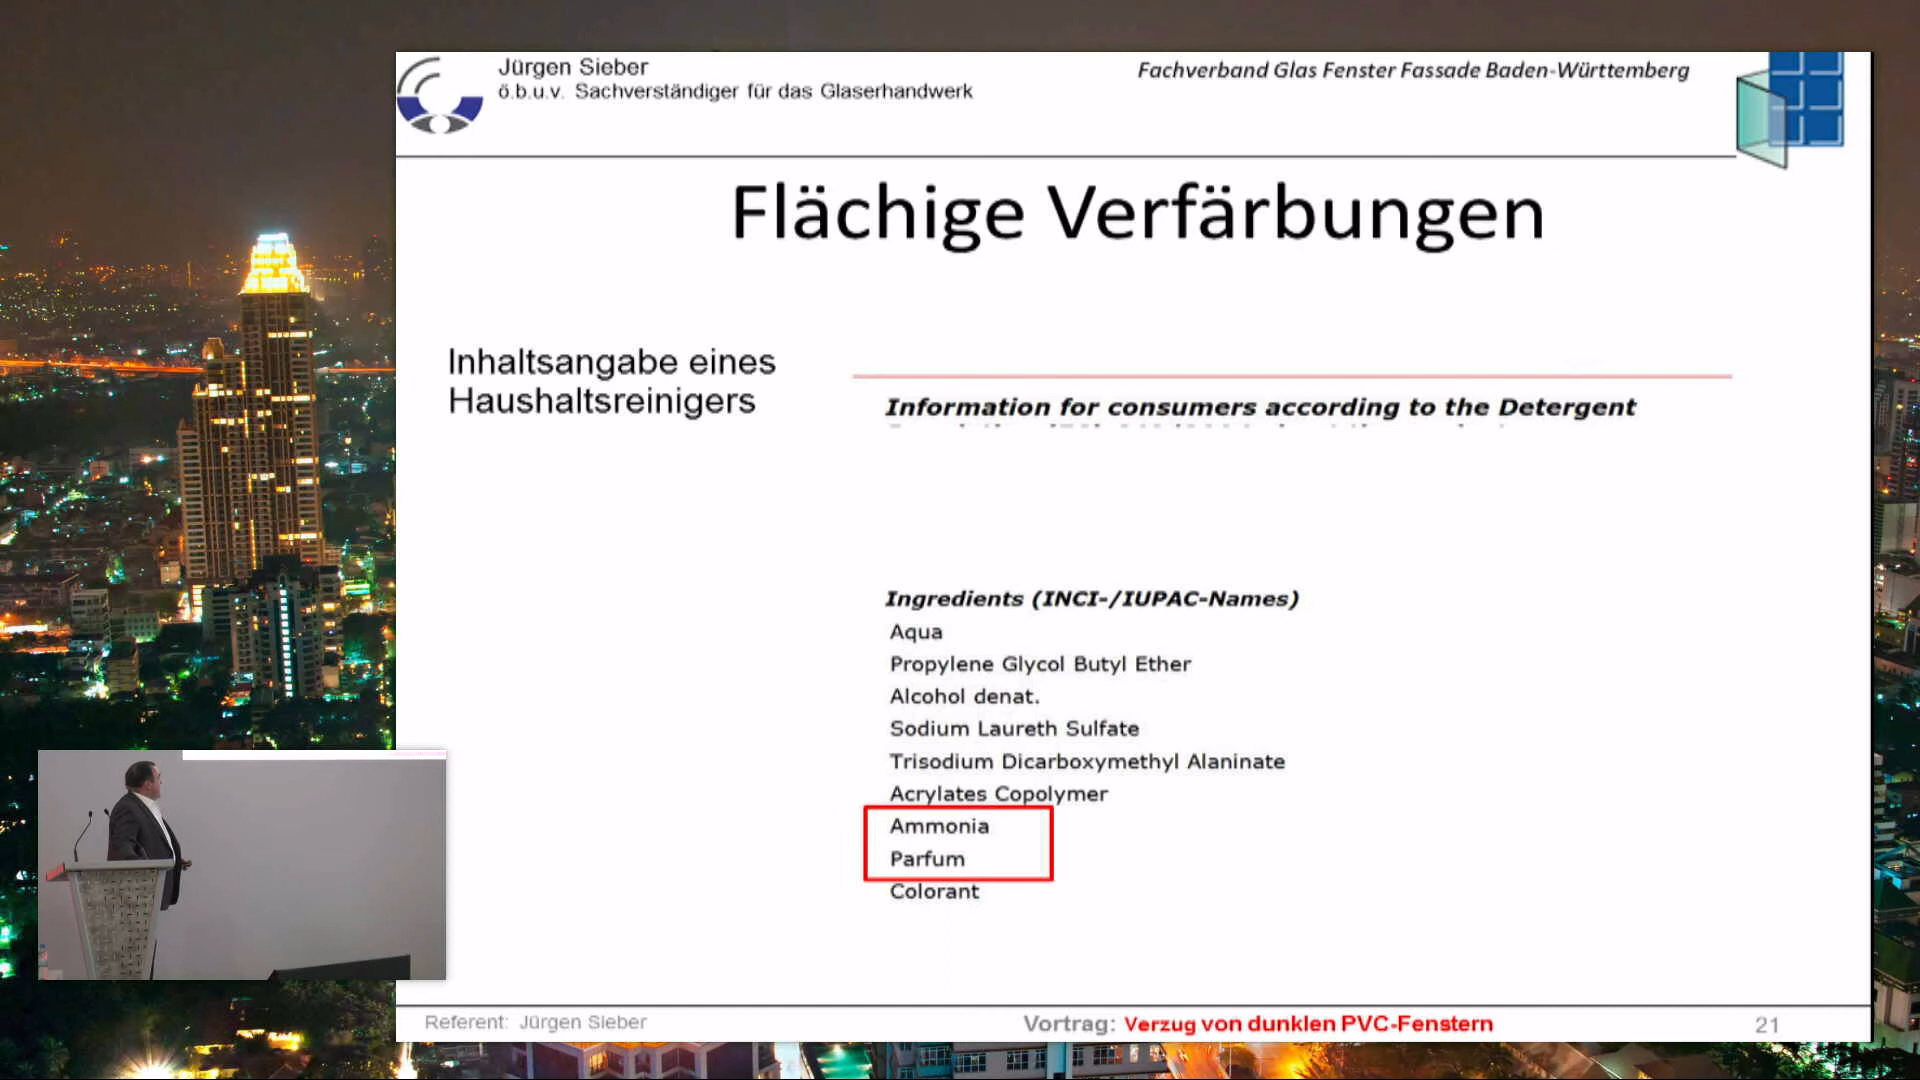 Jürgen Sieber
ö.b.u.v. Sachverständiger für das Glaserhandwerk
Fachverband Glas Fenster Fassade Baden-Württemberg
Flächige Verfärbungen
Inhaltsangabe eines
Haushaltsreinigers
Information for consumers according to the Detergent
Ingredients (INCI-/IUPAC-Names)
Aqua
Propylene Glycol Butyl Ether
Alcohol denat.
Sodium Laureth Sulfate
Trisodium Dicarboxymethyl Alaninate
Acrylates Copolymer
Ammonia
Parfum
Colorant
Referent: Jürgen Sieber
Vortrag: Verzug von dunklen PVC-Fenstern
21